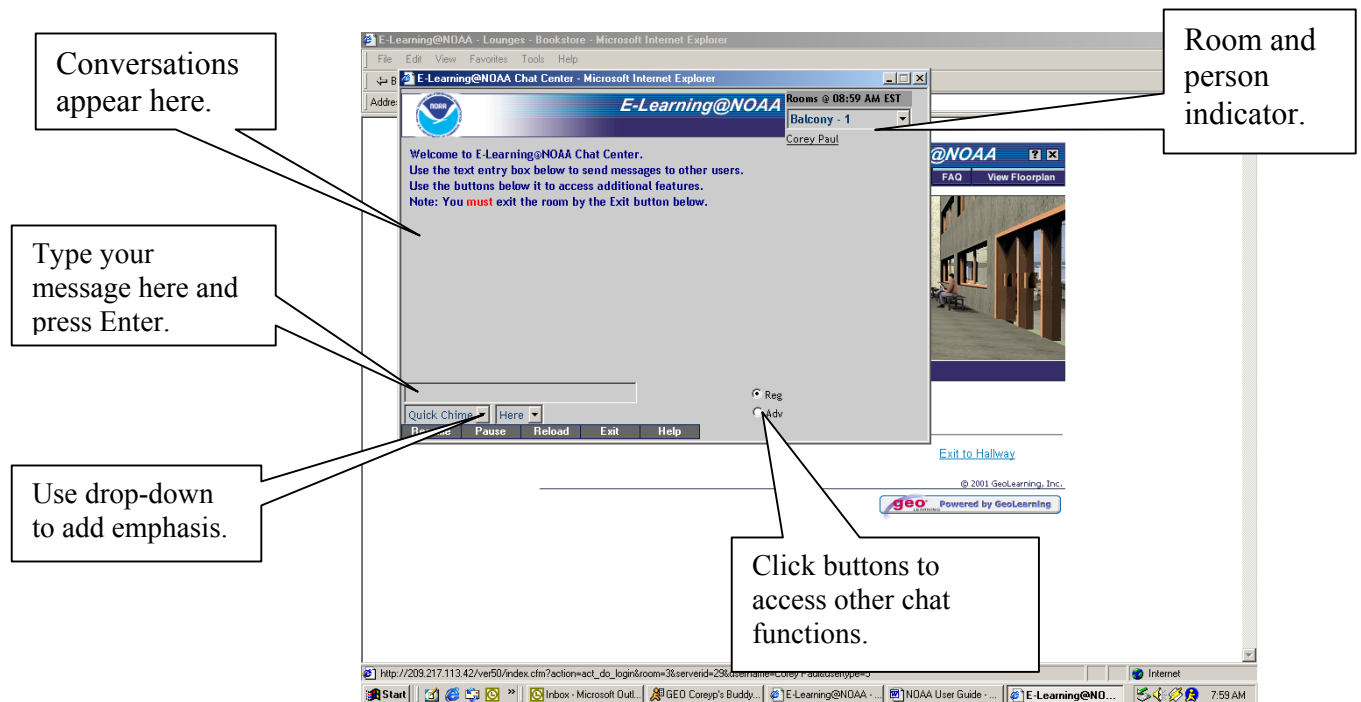 E-Learning@NOAA - Lounges - Bookstore - Microsoft Internet Explorer
File Edit View Favorites Tools Help
E-Learning@NOAA Chat Center - Microsoft Internet Explorer
NOAA
E-Learning@NOAA
Rooms @ 08:59 AM EST
Balcony - 1
Corey Paul
Welcome to E-Learning@NOAA Chat Center.
Use the text entry box below to send messages to other users.
Use the buttons below it to access additional features.
Note: You must exit the room by the Exit button below.
@NOAA
FAQ View Floorplan
Reg
Adv
Quick Chime Here
Pause Reload Exit Help
Exit to Hallway
© 2001 GeoLearning, Inc.
geo LEARNING Powered by GeoLearning
Conversations
appear here.
Room and
person
indicator.
Type your
message here and
press Enter.
Use drop-down
to add emphasis.
Click buttons to
access other chat
functions.
Internet
Start Inbox - Microsoft Outl... GEO Coreyp's Buddy... E-Learning@NOAA - ... NOAA User Guide - ... E-Learning@NO... 7:59 AM